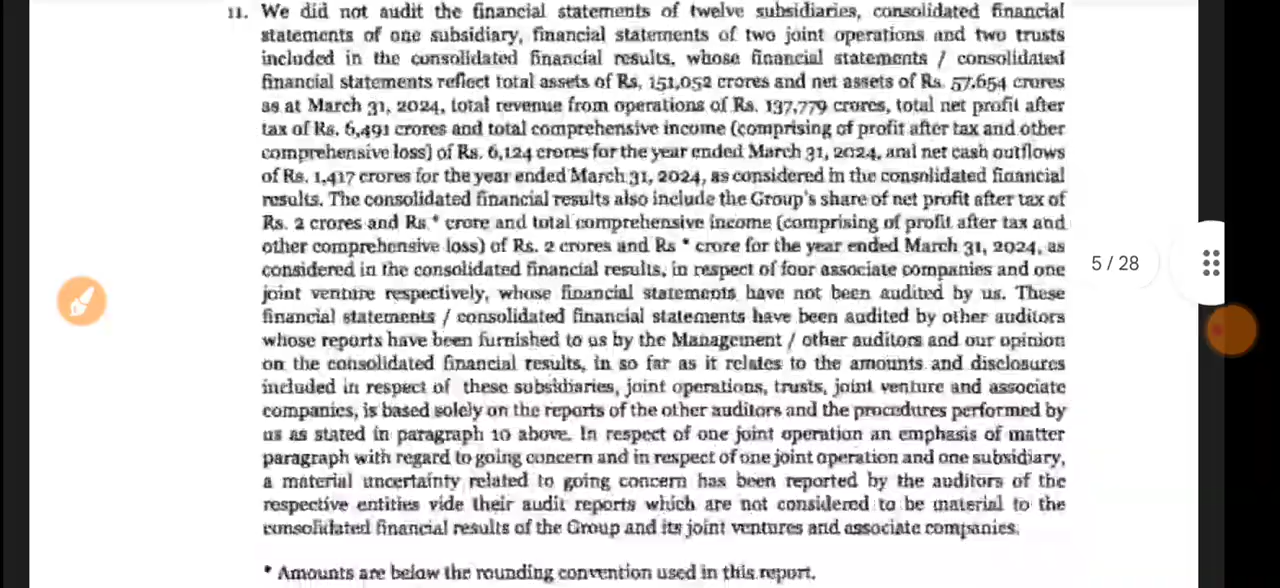 11. We did not audit the financial statements of twelve subsidiaries, consolidated financial
statements of one subsidiary, financial statements of two joint operations and two trusts
included in the consolidated financial results, whose financial statements / consolidated
financial statements reflect total assets of Rs. 151,052 crores and net assets of Rs. 57,654 crores
as at March 31, 2024, total revenue from operations of Rs. 137,779 crores, total net profit after
tax of Rs. 6,491 crores and total comprehensive income (comprising of profit after tax and other
comprehensive loss) of Rs. 6,124 crores for the year ended March 31, 2024, and net cash outflows
of Rs. 1,417 crores for the year ended March 31, 2024, as considered in the consolidated financial
results. The consolidated financial results also include the Group's share of net profit after tax of
Rs. 2 crores and Rs * crore and total comprehensive income (comprising of profit after tax and
other comprehensive loss) of Rs. 2 crores and Rs * crore for the year ended March 31, 2024, as
considered in the consolidated financial results, in respect of four associate companies and one
joint venture respectively, whose financial statements have not been audited by us. These
financial statements / consolidated financial statements have been audited by other auditors
whose reports have been furnished to us by the Management / other auditors and our opinion
on the consolidated financial results, in so far as it relates to the amounts and disclosures
included in respect of these subsidiaries, joint operations, trusts, joint venture and associate
companies, is based solely on the reports of the other auditors and the procedures performed by
us as stated in paragraph 10 above. In respect of one joint operation an emphasis of matter
paragraph with regard to going concern and in respect of one joint operation and one subsidiary,
a material uncertainty related to going concern has been reported by the auditors of the
respective entities vide their audit reports which are not considered to be material to the
consolidated financial results of the Group and its joint ventures and associate companies.
* Amounts are below the rounding convention used in this report.
5 / 28